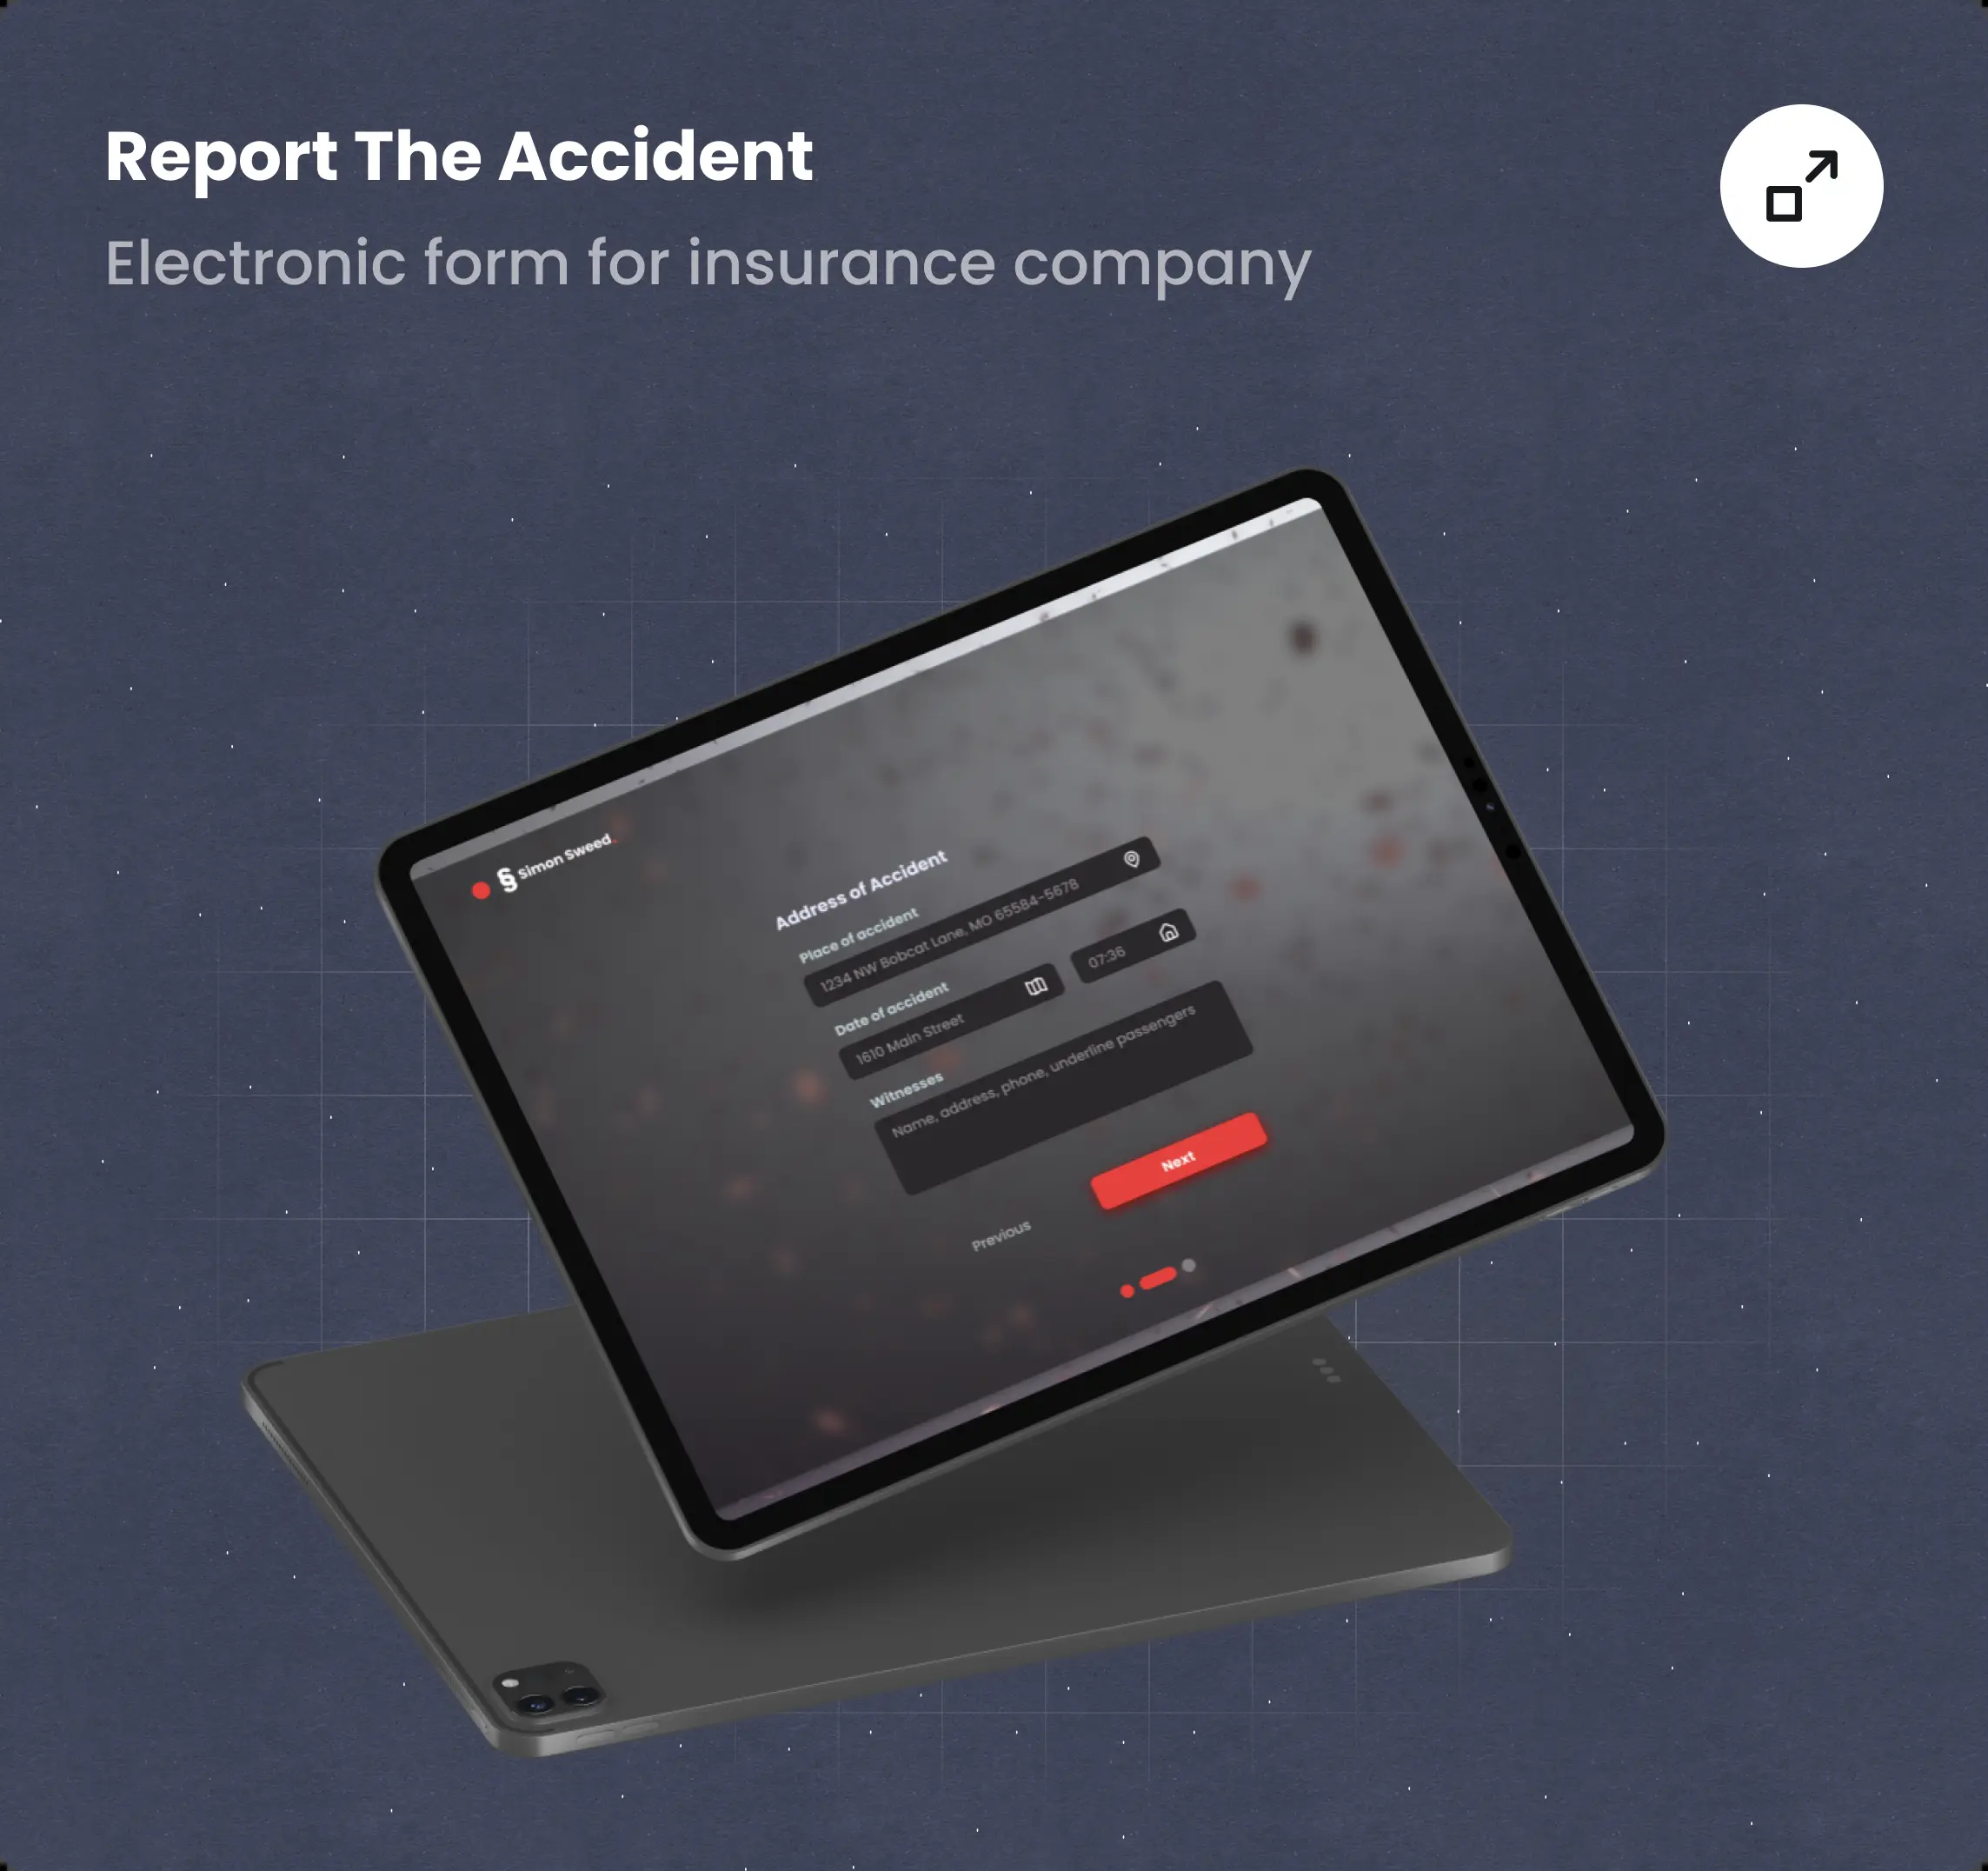 Report The Accident
Electronic form for insurance company
§ Simon Sweed.
Address of Accident
Place of accident
1234 NW Bobcat Lane, MO 65584-5678
Date of accident
1610 Main Street
07:36
Witnesses
Name, address, phone, underline passengers
Next
Previous